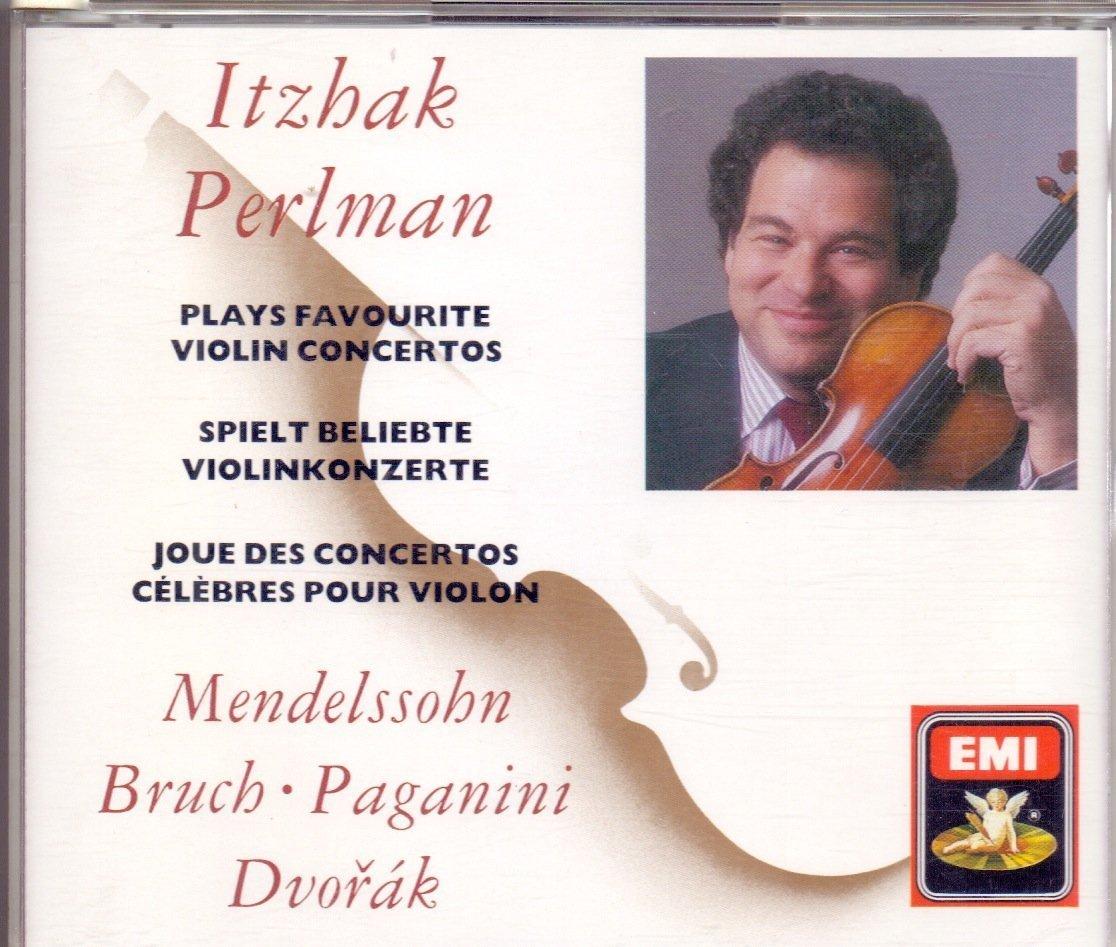 Itzhak
Perlman
PLAYS FAVOURITE
VIOLIN CONCERTOS
SPIELT BELIEBTE
VIOLINKONZERTE
JOUE DES CONCERTOS
CÉLÈBRES POUR VIOLON
Mendelssohn
Bruch · Paganini
Dvořák
EMI
®